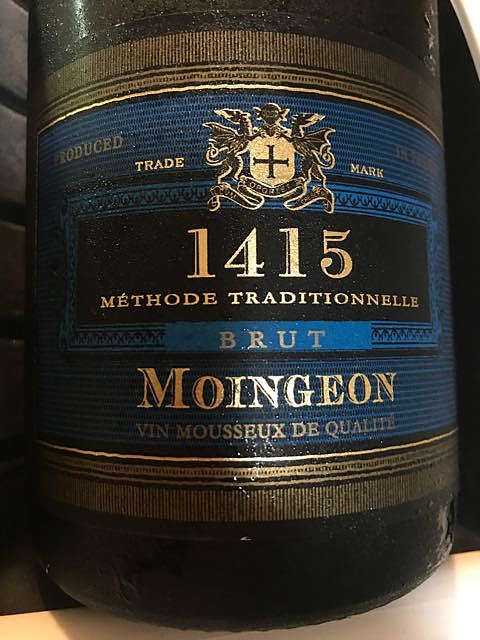 PRODUCED
TRADE MARK
1415
MÉTHODE TRADITIONNELLE
BRUT
MOINGEON
VIN MOUSSEUX DE QUALITÉ